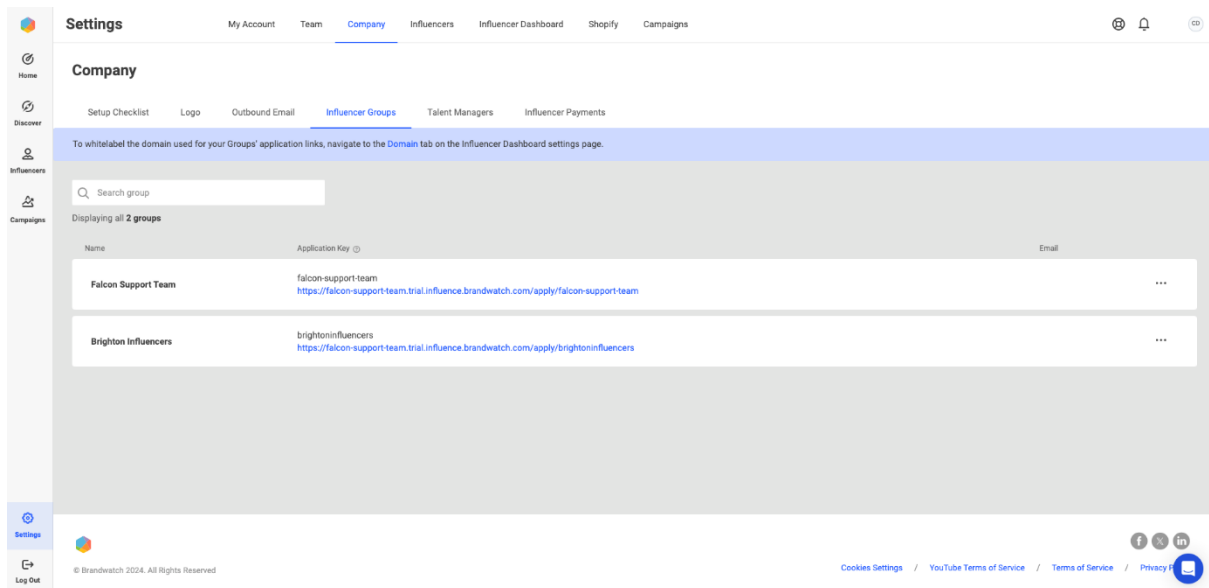 Settings
My Account Team Company Influencers Influencer Dashboard Shopify Campaigns
CD
Home
Discover
Influencers
Campaigns
Company
Setup Checklist Logo Outbound Email Influencer Groups Talent Managers Influencer Payments
To whitelabel the domain used for your Groups' application links, navigate to the Domain tab on the Influencer Dashboard settings page.
Search group
Displaying all 2 groups
Name Application Key Email
Falcon Support Team
falcon-support-team
https://falcon-support-team.trial.influence.brandwatch.com/apply/falcon-support-team
Brighton Influencers
brightoninfluencers
https://falcon-support-team.trial.influence.brandwatch.com/apply/brightoninfluencers
Settings
Log Out
© Brandwatch 2024. All Rights Reserved
Cookies Settings / YouTube Terms of Service / Terms of Service / Privacy